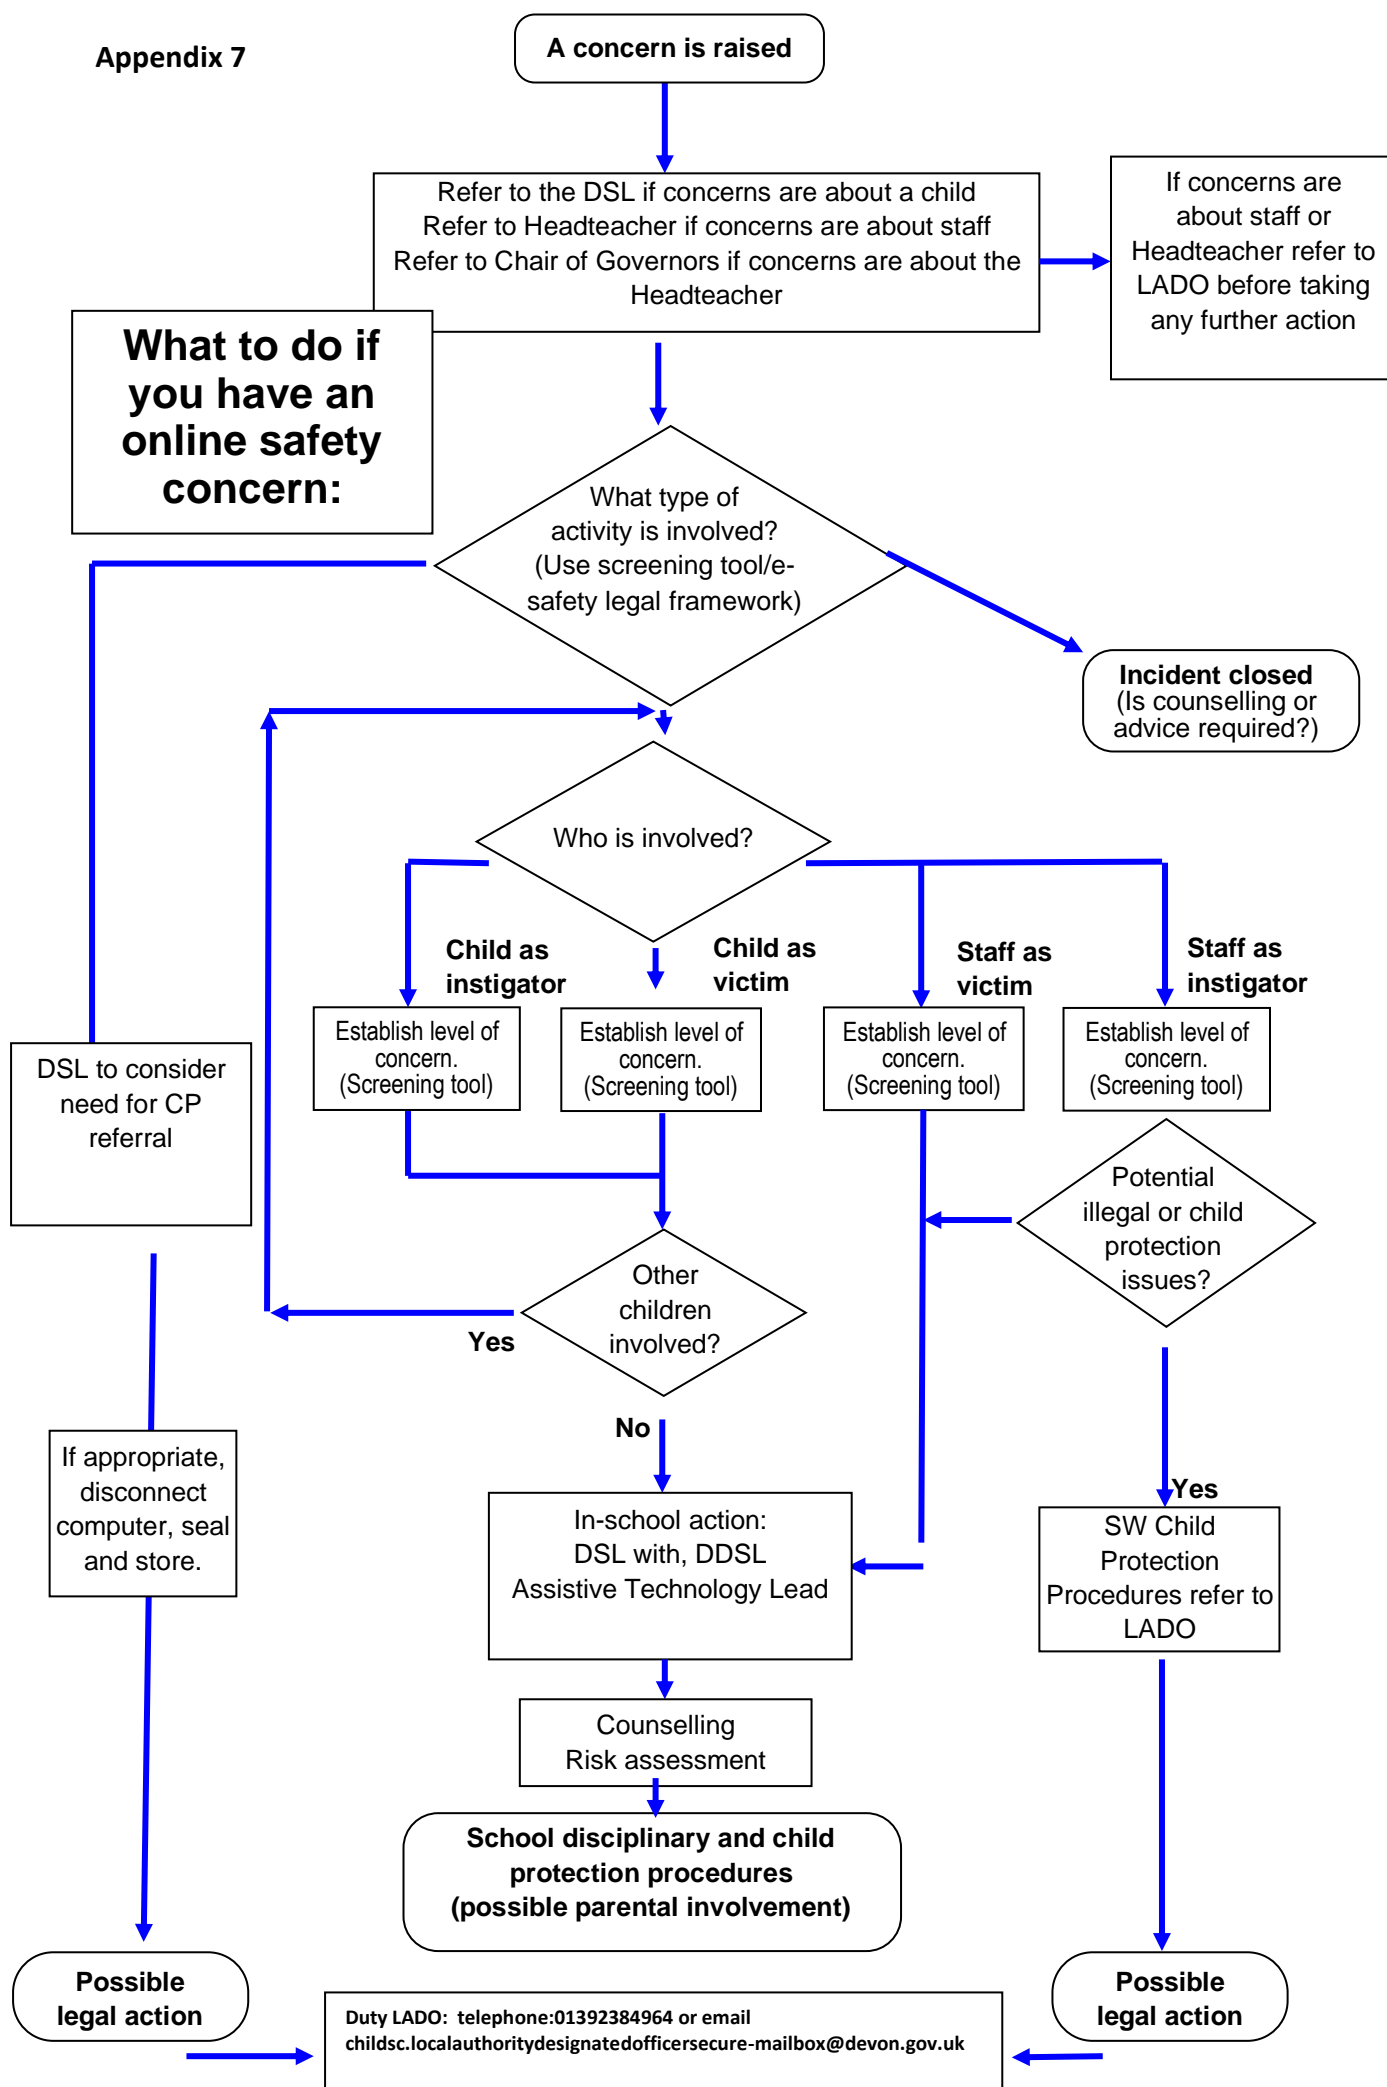 Appendix 7
A concern is raised
Refer to the DSL if concerns are about a child
Refer to Headteacher if concerns are about staff
Refer to Chair of Governors if concerns are about the
Headteacher
If concerns are
about staff or
Headteacher refer to
LADO before taking
any further action
What to do if
you have an
online safety
concern:
What type of
activity is involved?
(Use screening tool/e-
safety legal framework)
Incident closed
(Is counselling or
advice required?)
Who is involved?
Child as
instigator
Child as
victim
Staff as
victim
Staff as
instigator
Establish level of
concern.
(Screening tool)
Establish level of
concern.
(Screening tool)
Establish level of
concern.
(Screening tool)
Establish level of
concern.
(Screening tool)
DSL to consider
need for CP
referral
Potential
illegal or child
protection
issues?
Other
children
involved?
Yes
No
If appropriate,
disconnect
computer, seal
and store.
Yes
In-school action:
DSL with, DDSL
Assistive Technology Lead
SW Child
Protection
Procedures refer to
LADO
Counselling
Risk assessment
School disciplinary and child
protection procedures
(possible parental involvement)
Possible
legal action
Possible
legal action
Duty LADO: telephone:01392384964 or email
childsc.localauthoritydesignatedofficersecure-mailbox@devon.gov.uk